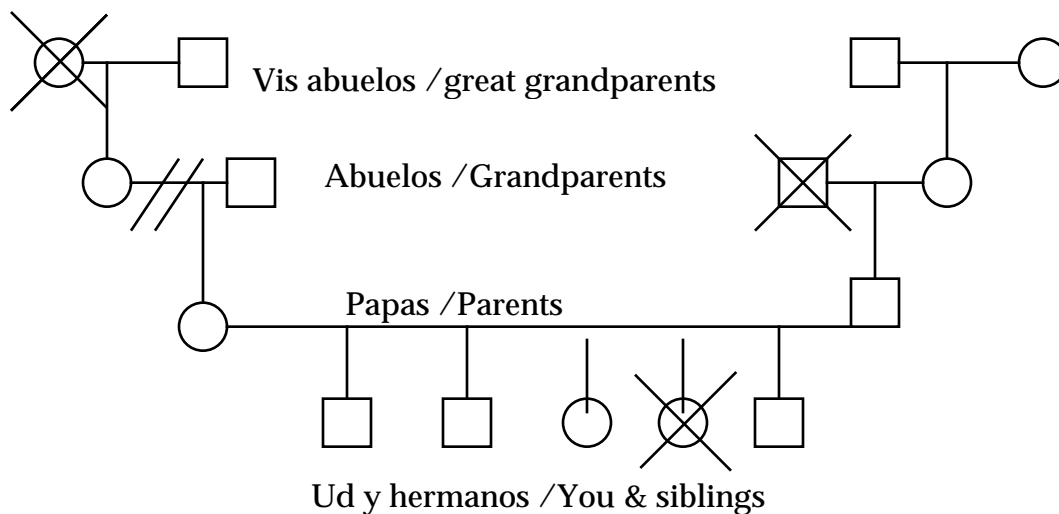 Vis abuelos /great grandparents
Abuelos /Grandparents
Papas /Parents
Ud y hermanos /You & siblings